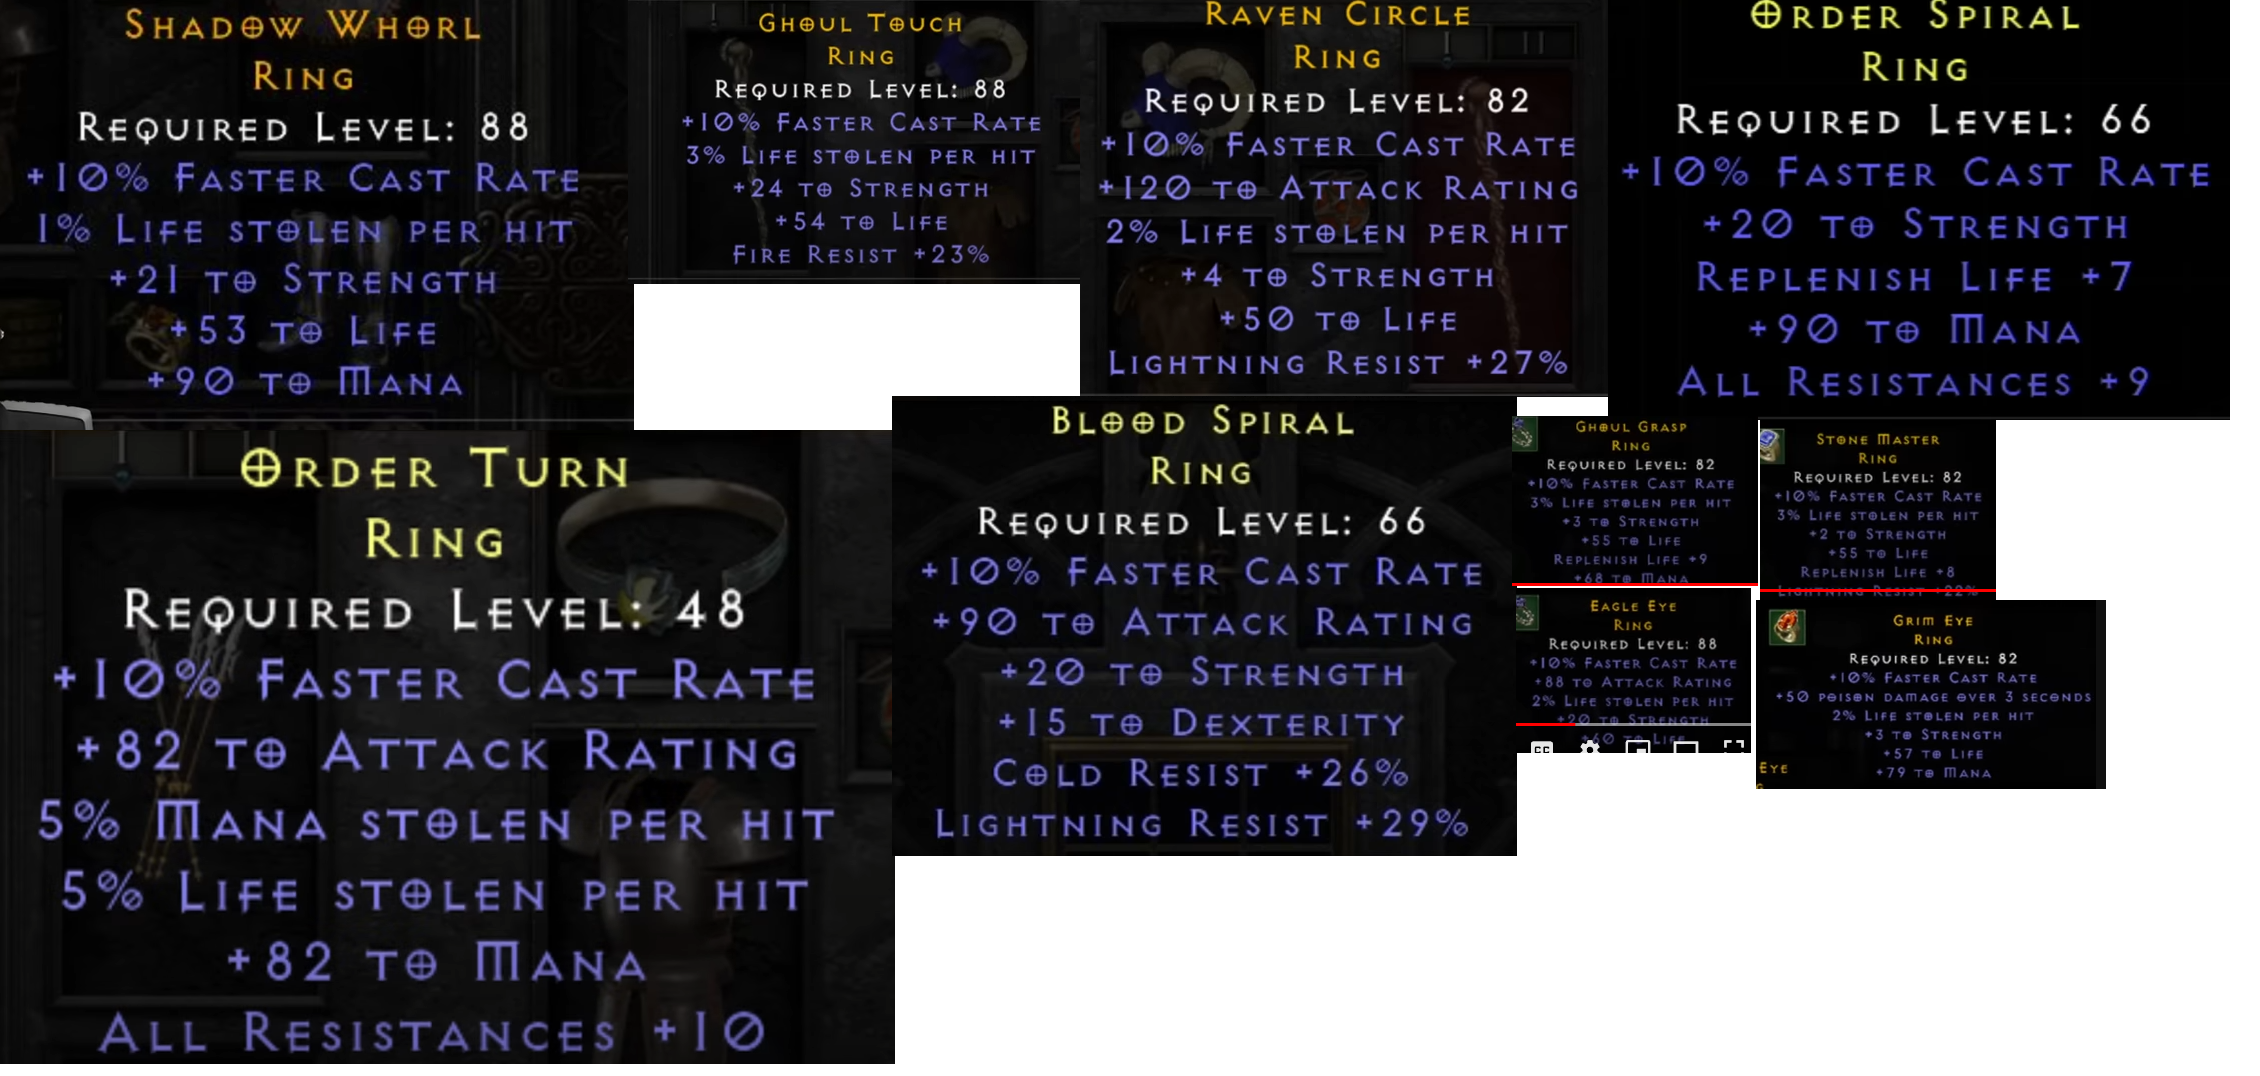 Shadow Whorl
Ring
Required Level: 88
+10% Faster Cast Rate
1% Life stolen per hit
+21 to Strength
+53 to Life
+90 to Mana
Ghoul Touch
Ring
Required Level: 88
+10% Faster Cast Rate
3% Life stolen per hit
+24 to Strength
+54 to Life
Fire Resist +23%
Raven Circle
Ring
Required Level: 82
+10% Faster Cast Rate
+120 to Attack Rating
2% Life stolen per hit
+4 to Strength
+50 to Life
Lightning Resist +27%
Order Spiral
Ring
Required Level: 66
+10% Faster Cast Rate
+20 to Strength
Replenish Life +7
+90 to Mana
All Resistances +9
Order Turn
Ring
Required Level: 48
+10% Faster Cast Rate
+82 to Attack Rating
5% Mana stolen per hit
5% Life stolen per hit
+82 to Mana
All Resistances +10
Blood Spiral
Ring
Required Level: 66
+10% Faster Cast Rate
+90 to Attack Rating
+20 to Strength
+15 to Dexterity
Cold Resist +26%
Lightning Resist +29%
Ghoul Grasp
Ring
Required Level: 82
+10% Faster Cast Rate
3% Life stolen per hit
+3 to Strength
+55 to Life
Replenish Life +9
+68 to Mana
Stone Master
Ring
Required Level: 82
+10% Faster Cast Rate
3% Life stolen per hit
+2 to Strength
+55 to Life
Replenish Life +8
Lightning Resist +22%
Eagle Eye
Ring
Required Level: 88
+10% Faster Cast Rate
+88 to Attack Rating
2% Life stolen per hit
+20 to Strength
+60 to Life
CC
Grim Eye
Ring
Required Level: 82
+10% Faster Cast Rate
+50 poison damage over 3 seconds
2% Life stolen per hit
+3 to Strength
+57 to Life
+79 to Mana
Eye